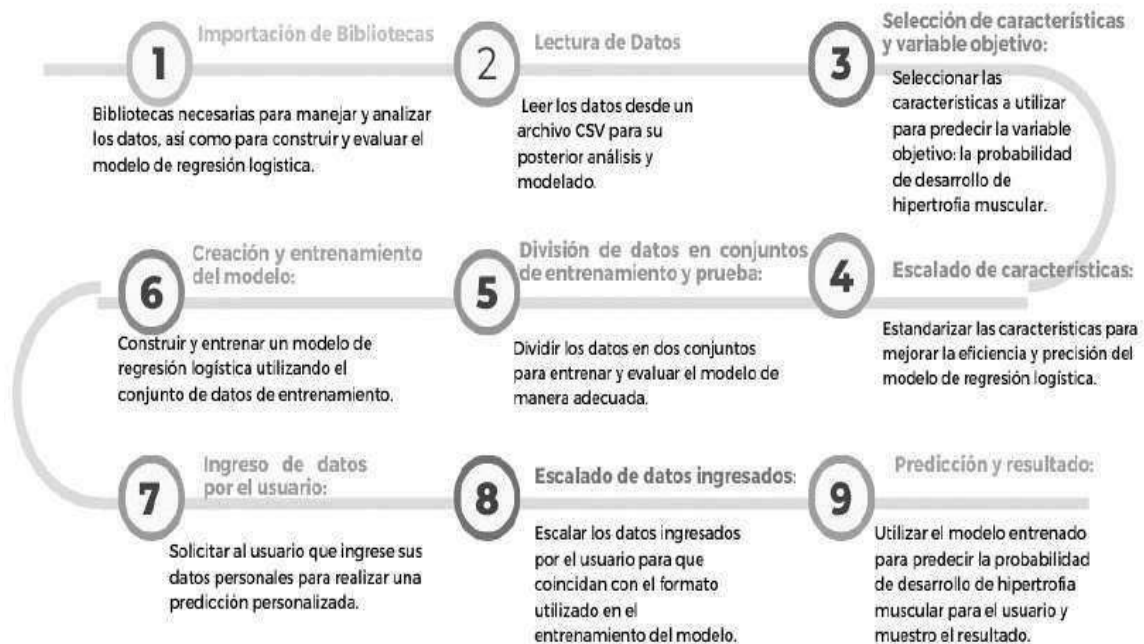 1
Importación de Bibliotecas
Bibliotecas necesarias para manejar y analizar
los datos, así como para construir y evaluar el
modelo de regresión logística.
2
Lectura de Datos
Leer los datos desde un
archivo CSV para su
posterior análisis y
modelado.
3
Selección de características
y variable objetivo:
Seleccionar las
características a utilizar
para predecir la variable
objetivo: la probabilidad
de desarrollo de
hipertrofia muscular.
4
Escalado de características:
Estandarizar las características para
mejorar la eficiencia y precisión del
modelo de regresión logística.
5
División de datos en conjuntos
de entrenamiento y prueba:
Dividir los datos en dos conjuntos
para entrenar y evaluar el modelo de
manera adecuada.
6
Creación y entrenamiento
del modelo:
Construir y entrenar un modelo de
regresión logística utilizando el
conjunto de datos de entrenamiento.
7
Ingreso de datos
por el usuario:
Solicitar al usuario que ingrese sus
datos personales para realizar una
predicción personalizada.
8
Escalado de datos ingresados:
Escalar los datos ingresados
por el usuario para que
coincidan con el formato
utilizado en el
entrenamiento del modelo.
9
Predicción y resultado:
Utilizar el modelo entrenado
para predecir la probabilidad
de desarrollo de hipertrofia
muscular para el usuario y
muestro el resultado.